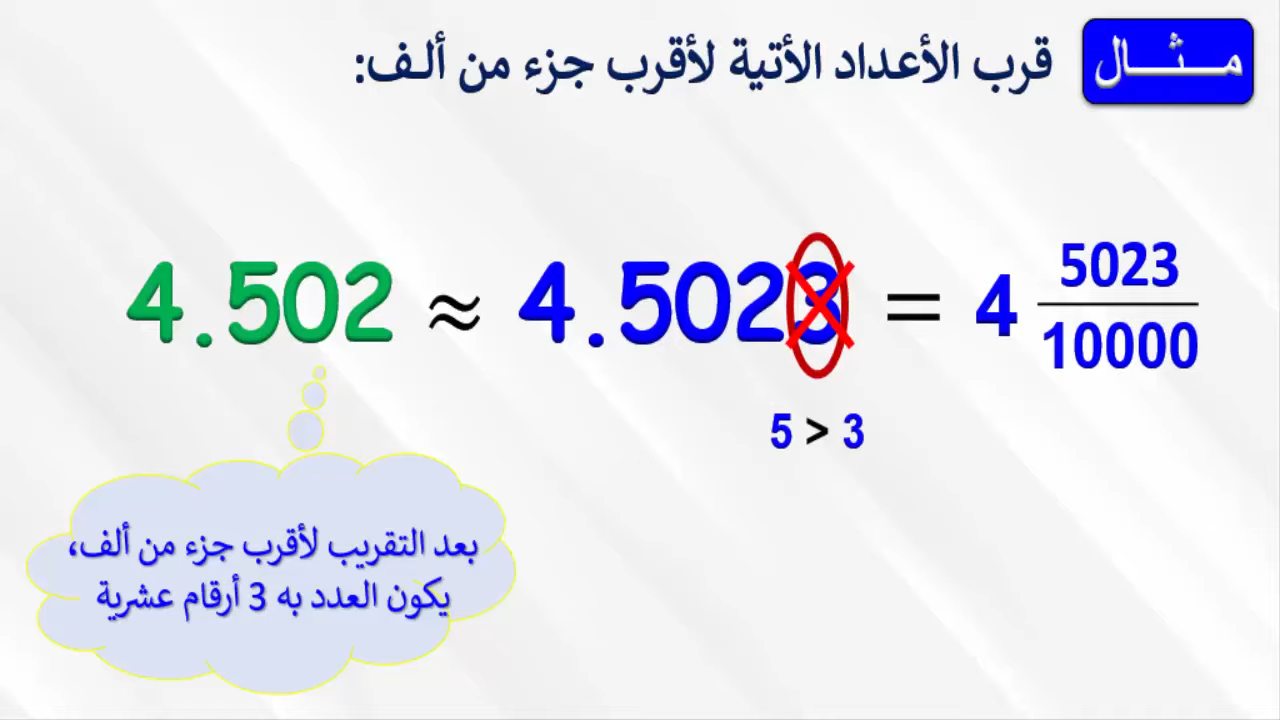 مثال
قرب الأعداد الأتية لأقرب جزء من ألف:
4 5023/10000 = 4.5023 ≈ 4.502
5 > 3
بعد التقريب لأقرب جزء من ألف،
يكون العدد به 3 أرقام عشرية